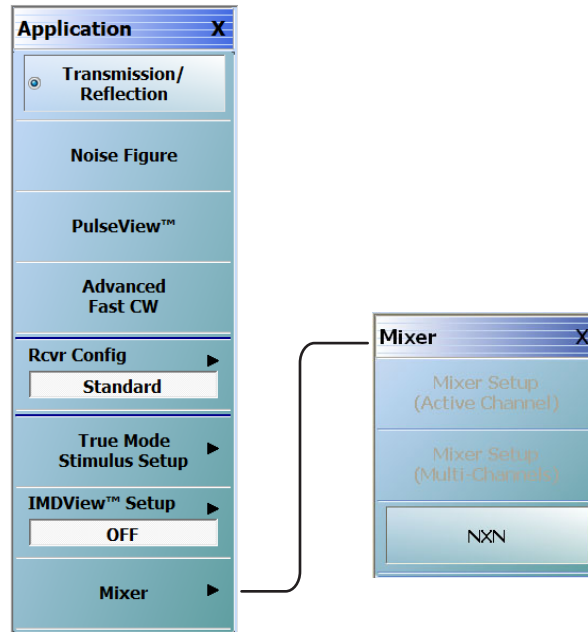 Application X
Transmission/
Reflection
Noise Figure
PulseView™
Advanced
Fast CW
Rcvr Config
Standard
True Mode
Stimulus Setup
IMDView™ Setup
OFF
Mixer
Mixer X
Mixer Setup
(Active Channel)
Mixer Setup
(Multi-Channels)
NXN